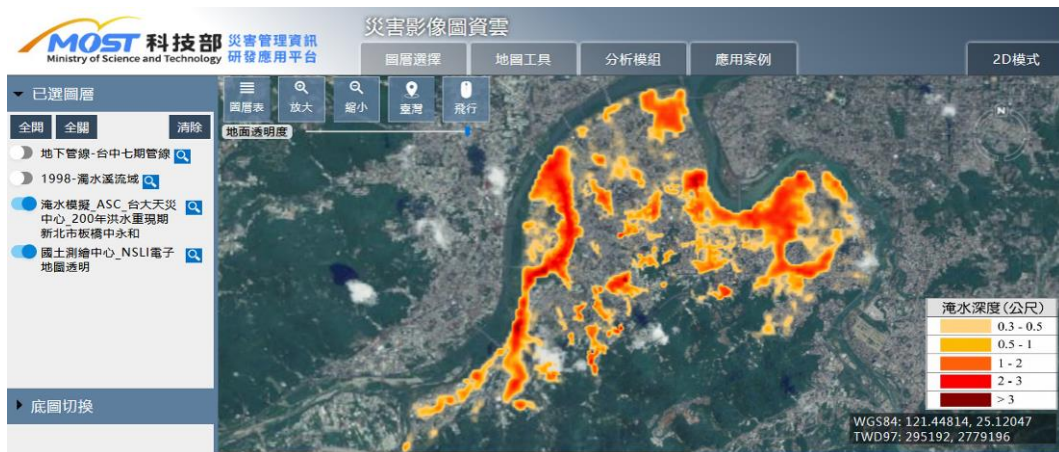 MOST 科技部
Ministry of Science and Technology
災害管理資訊
研發應用平台
災害影像圖資雲
圖層選擇 地圖工具 分析模組 應用案例 2D模式
已選圖層
全開 全關 清除
地下管線-台中七期管線
1998-濁水溪流域
淹水模擬_ASC_台大天災
中心_200年洪水重現期
新北市板橋中永和
國土測繪中心_NSLI電子
地圖透明
底圖切換
圖層表 放大 縮小 臺灣 飛行
地面透明度
N
淹水深度(公尺)
0.3 - 0.5
0.5 - 1
1 - 2
2 - 3
> 3
WGS84: 121.44814, 25.12047
TWD97: 295192, 2779196